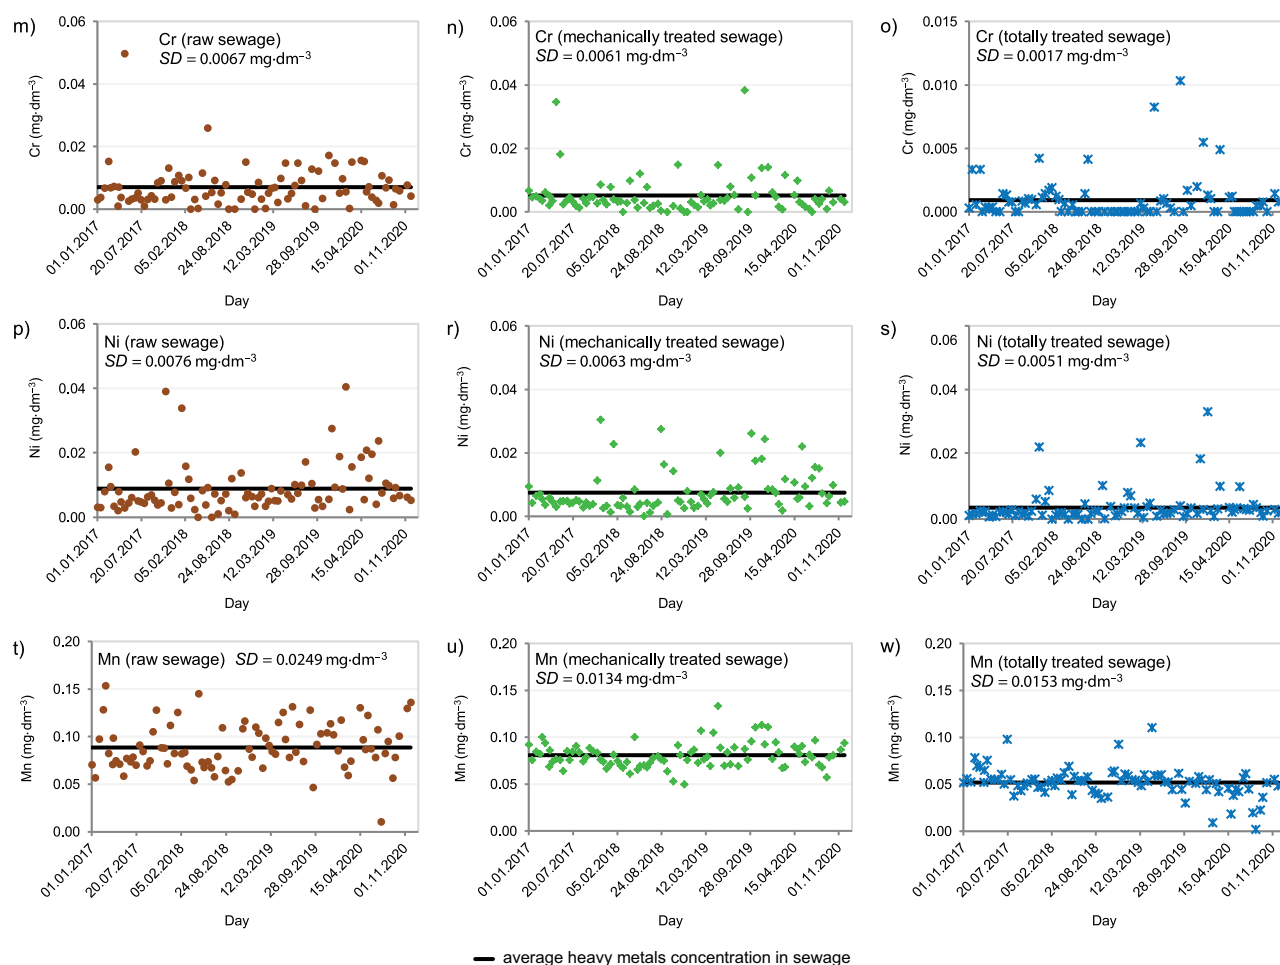 m)
Cr (raw sewage)
SD = 0.0067 mg·dm⁻³
Cr (mg·dm⁻³)
0.06
0.04
0.02
0.00
01.01.2017
20.07.2017
05.02.2018
24.08.2018
12.03.2019
28.09.2019
15.04.2020
01.11.2020
Day
n)
Cr (mechanically treated sewage)
SD = 0.0061 mg·dm⁻³
Cr (mg·dm⁻³)
0.06
0.04
0.02
0.00
01.01.2017
20.07.2017
05.02.2018
24.08.2018
12.03.2019
28.09.2019
15.04.2020
01.11.2020
Day
o)
Cr (totally treated sewage)
SD = 0.0017 mg·dm⁻³
Cr (mg·dm⁻³)
0.015
0.010
0.005
0.000
01.01.2017
20.07.2017
05.02.2018
24.08.2018
12.03.2019
28.09.2019
15.04.2020
01.11.2020
Day
p)
Ni (raw sewage)
SD = 0.0076 mg·dm⁻³
Ni (mg·dm⁻³)
0.06
0.04
0.02
0.00
01.01.2017
20.07.2017
05.02.2018
24.08.2018
12.03.2019
28.09.2019
15.04.2020
01.11.2020
Day
r)
Ni (mechanically treated sewage)
SD = 0.0063 mg·dm⁻³
Ni (mg·dm⁻³)
0.06
0.04
0.02
0.00
01.01.2017
20.07.2017
05.02.2018
24.08.2018
12.03.2019
28.09.2019
15.04.2020
01.11.2020
Day
s)
Ni (totally treated sewage)
SD = 0.0051 mg·dm⁻³
Ni (mg·dm⁻³)
0.06
0.04
0.02
0.00
01.01.2017
20.07.2017
05.02.2018
24.08.2018
12.03.2019
28.09.2019
15.04.2020
01.11.2020
Day
t)
Mn (raw sewage) SD = 0.0249 mg·dm⁻³
Mn (mg·dm⁻³)
0.20
0.15
0.10
0.05
0.00
01.01.2017
20.07.2017
05.02.2018
24.08.2018
12.03.2019
28.09.2019
15.04.2020
01.11.2020
Day
u)
Mn (mechanically treated sewage)
SD = 0.0134 mg·dm⁻³
Mn (mg·dm⁻³)
0.20
0.15
0.10
0.05
0.00
01.01.2017
20.07.2017
05.02.2018
24.08.2018
12.03.2019
28.09.2019
15.04.2020
01.11.2020
Day
w)
Mn (totally treated sewage)
SD = 0.0153 mg·dm⁻³
Mn (mg·dm⁻³)
0.20
0.15
0.10
0.05
0.00
01.01.2017
20.07.2017
05.02.2018
24.08.2018
12.03.2019
28.09.2019
15.04.2020
01.11.2020
Day
average heavy metals concentration in sewage